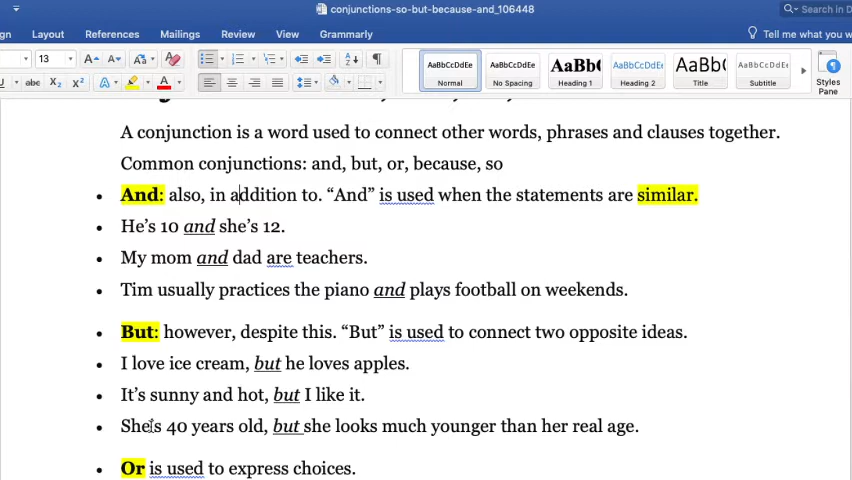 conjunctions-so-but-because-and_106448
Search in D
gn Layout References Mailings Review View Grammarly
Tell me what you w
13
AaBbCcDdEe AaBbCcDdEe AaBbC AaBbCcDdEe AaBbC AaBbCcDdEe
Normal No Spacing Heading 1 Heading 2 Title Subtitle
Styles
Pane
A conjunction is a word used to connect other words, phrases and clauses together.
Common conjunctions: and, but, or, because, so
And: also, in addition to. “And” is used when the statements are similar.
He’s 10 and she’s 12.
My mom and dad are teachers.
Tim usually practices the piano and plays football on weekends.
But: however, despite this. “But” is used to connect two opposite ideas.
I love ice cream, but he loves apples.
It’s sunny and hot, but I like it.
She’s 40 years old, but she looks much younger than her real age.
Or is used to express choices.